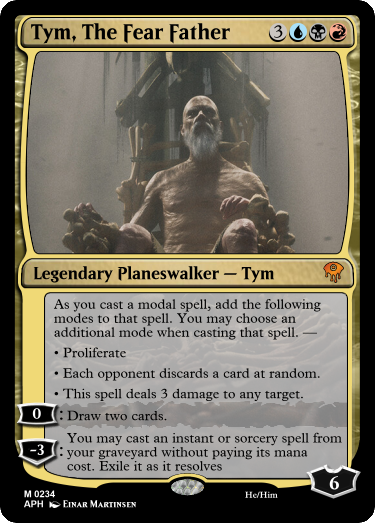 Tym, The Fear Father 3
As you cast a modal spell, add the following
modes to that spell. You may choose an
additional mode when casting that spell. —
• Proliferate
• Each opponent discards a card at random.
• This spell deals 3 damage to any target.
0 : Draw two cards.
You may cast an instant or sorcery spell from
-3 : your graveyard without paying its mana
cost. Exile it as it resolves
Legendary Planeswalker — Tym
6
M 0234
He/Him
APH Einar Martinsen